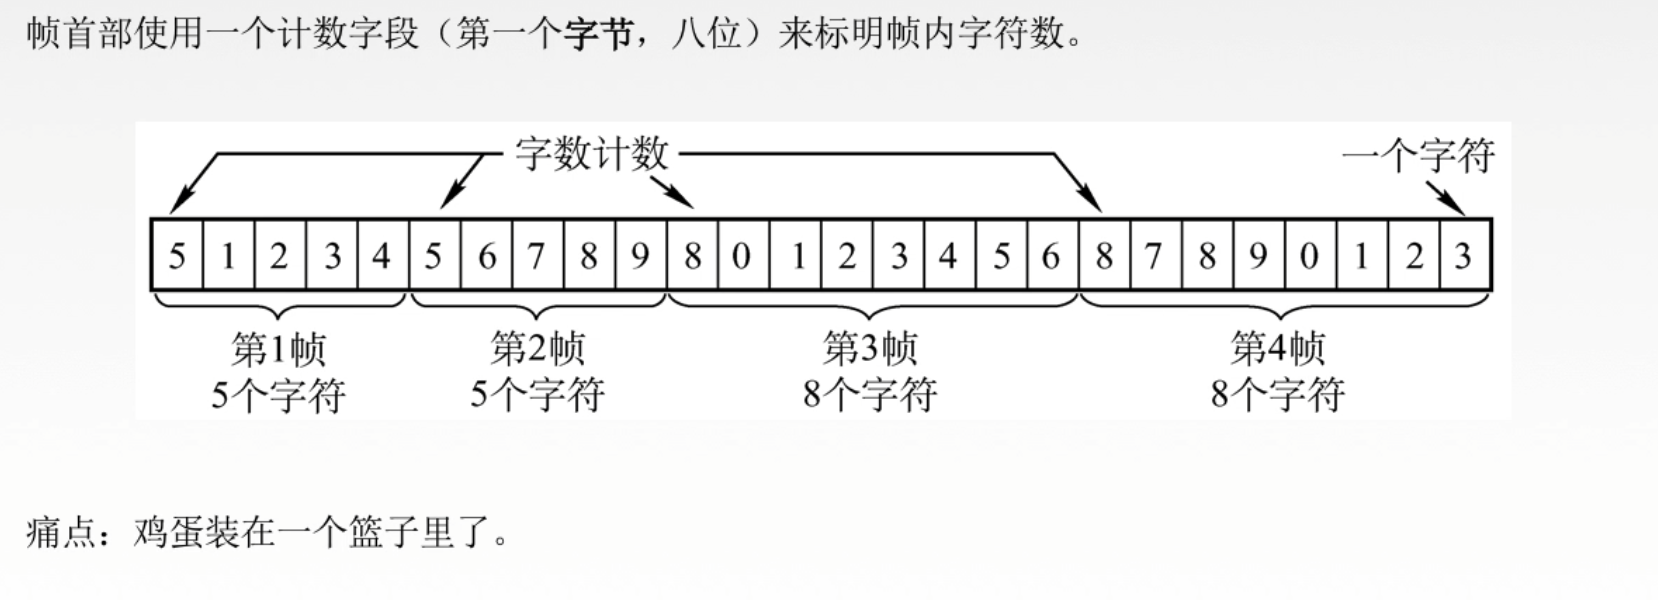 帧首部使用一个计数字段（第一个字节，八位）来标明帧内字符数。
字数计数
一个字符
5 1 2 3 4 5 6 7 8 9 8 0 1 2 3 4 5 6 8 7 8 9 0 1 2 3
第1帧 第2帧 第3帧 第4帧
5个字符 5个字符 8个字符 8个字符
痛点：鸡蛋装在一个篮子里了。